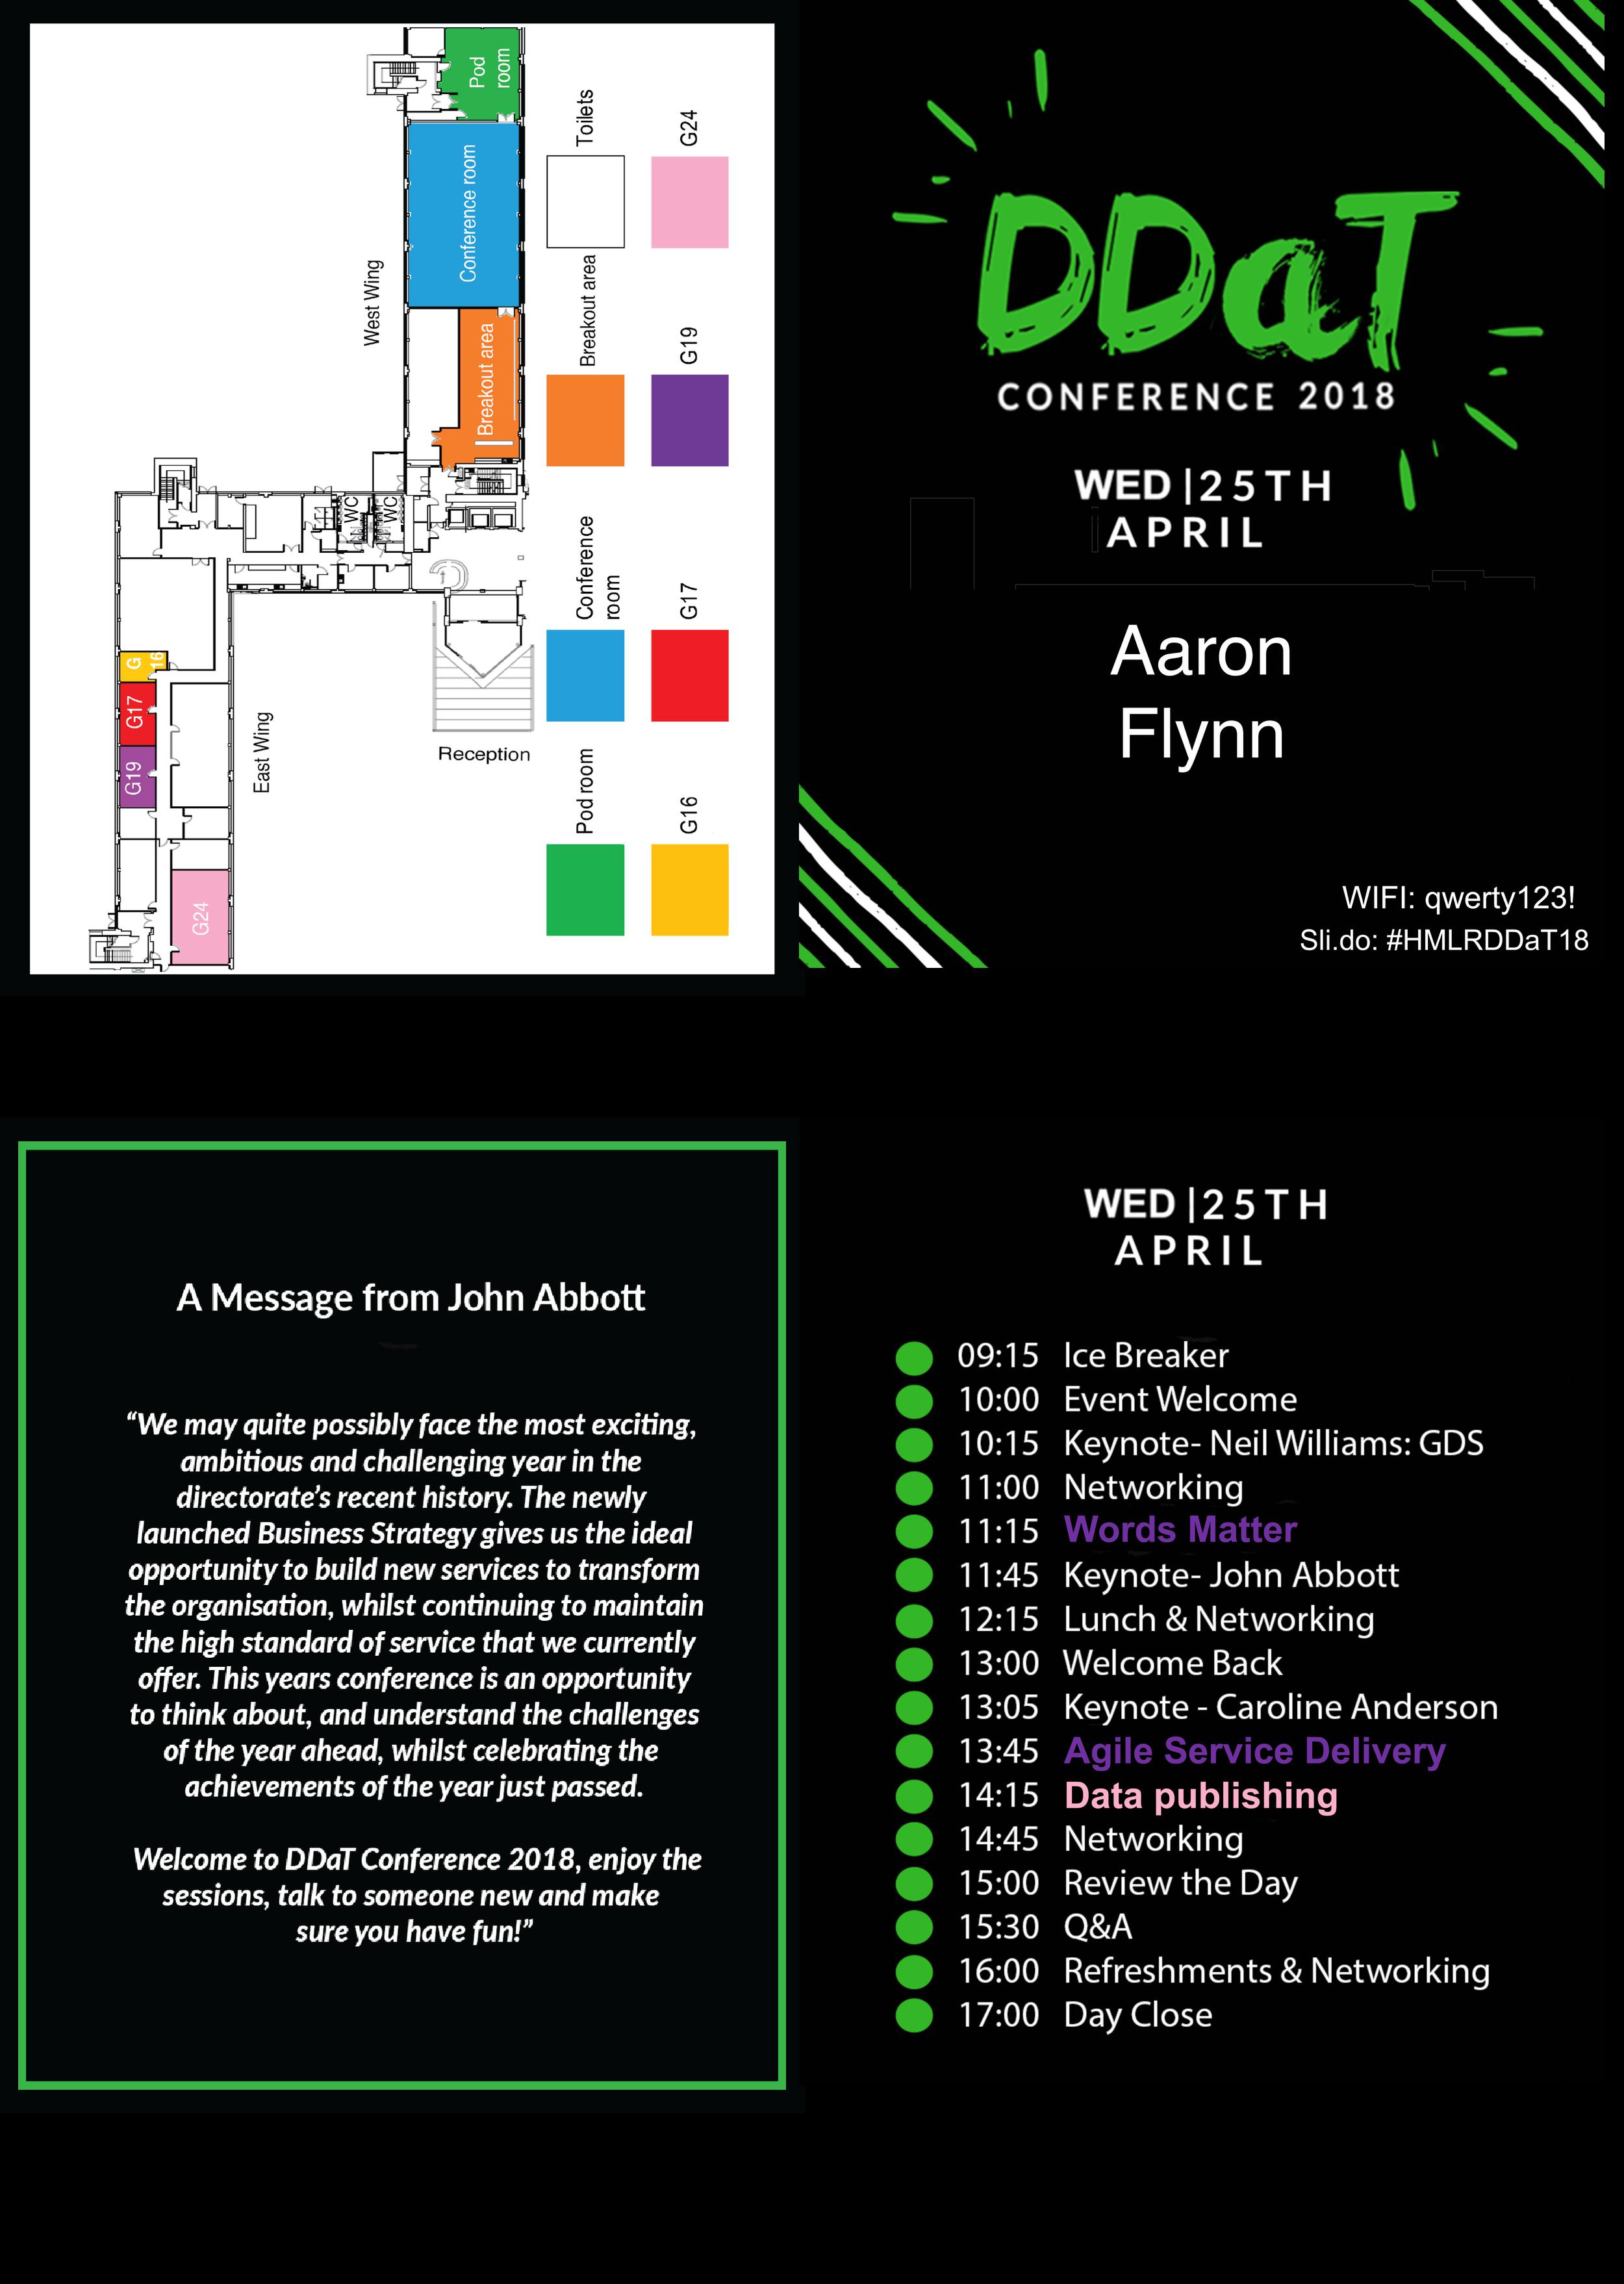 Pod
room
Conference room
West Wing
Breakout area
WC
WC
G
16
G17
G19
G24
East Wing
Reception
Toilets
G24
Breakout area
G19
Conference
room
G17
Pod room
G16
DDaT
CONFERENCE 2018
WED |25TH
APRIL
Aaron
Flynn
WIFI: qwerty123!
Sli.do: #HMLRDDaT18
A Message from John Abbott
“We may quite possibly face the most exciting,
ambitious and challenging year in the
directorate’s recent history. The newly
launched Business Strategy gives us the ideal
opportunity to build new services to transform
the organisation, whilst continuing to maintain
the high standard of service that we currently
offer. This years conference is an opportunity
to think about, and understand the challenges
of the year ahead, whilst celebrating the
achievements of the year just passed.
Welcome to DDaT Conference 2018, enjoy the
sessions, talk to someone new and make
sure you have fun!”
WED |25TH
APRIL
09:15 Ice Breaker
10:00 Event Welcome
10:15 Keynote- Neil Williams: GDS
11:00 Networking
11:15 Words Matter
11:45 Keynote- John Abbott
12:15 Lunch & Networking
13:00 Welcome Back
13:05 Keynote - Caroline Anderson
13:45 Agile Service Delivery
14:15 Data publishing
14:45 Networking
15:00 Review the Day
15:30 Q&A
16:00 Refreshments & Networking
17:00 Day Close